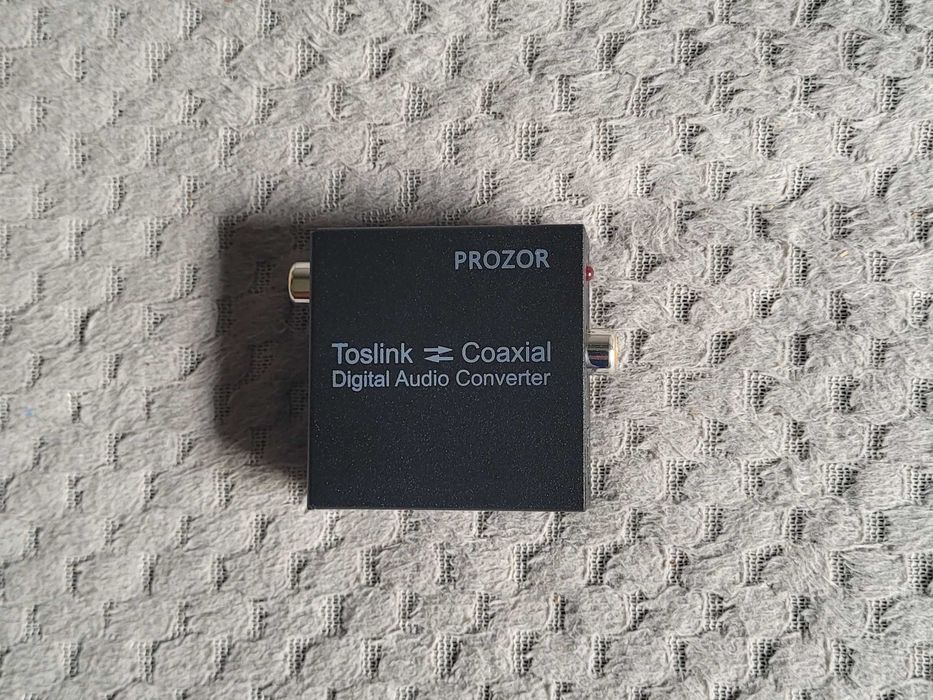 PROZOR
Toslink ⇄ Coaxial
Digital Audio Converter